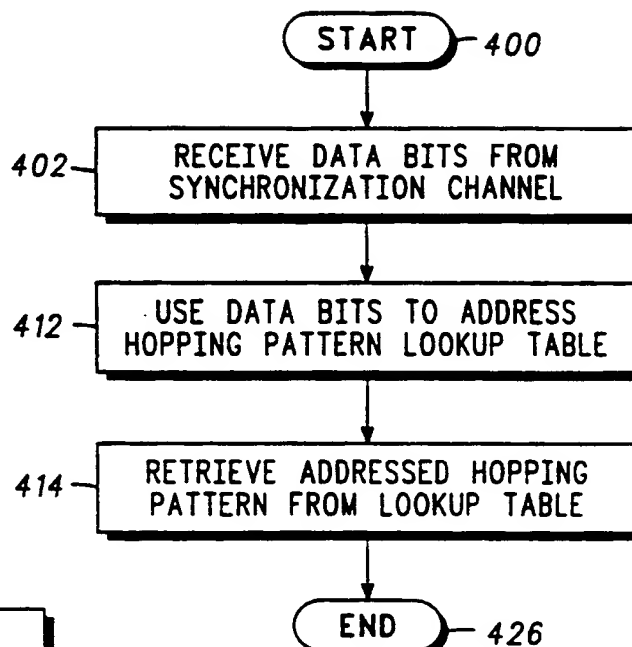 START 400
402 RECEIVE DATA BITS FROM
SYNCHRONIZATION CHANNEL
412 USE DATA BITS TO ADDRESS
HOPPING PATTERN LOOKUP TABLE
414 RETRIEVE ADDRESSED HOPPING
PATTERN FROM LOOKUP TABLE
END 426